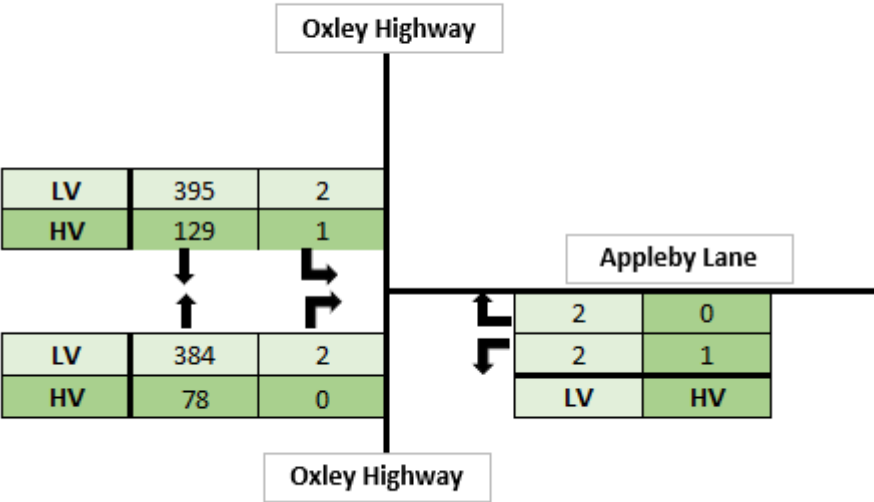 Oxley Highway
LV 395 2
HV 129 1
Appleby Lane
2 0
2 1
LV HV
LV 384 2
HV 78 0
Oxley Highway